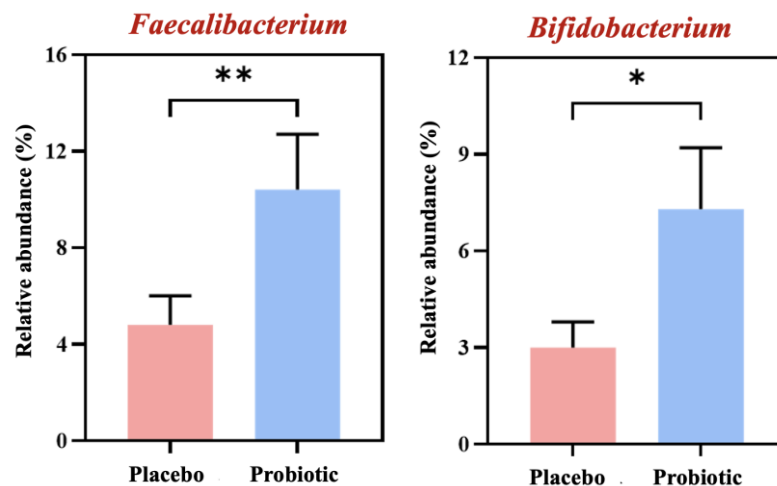 Faecalibacterium
Relative abundance (%)
16
12
8
4
0
**
Placebo
Probiotic
Bifidobacterium
Relative abundance (%)
12
9
6
3
0
*
Placebo
Probiotic